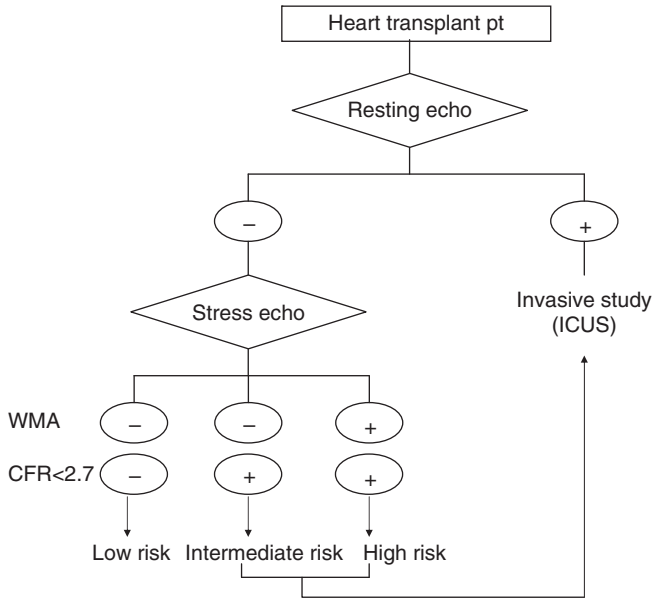 Heart transplant pt
Resting echo
–
+
Stress echo
Invasive study
(ICUS)
WMA – – +
CFR<2.7 – + +
Low risk Intermediate risk High risk